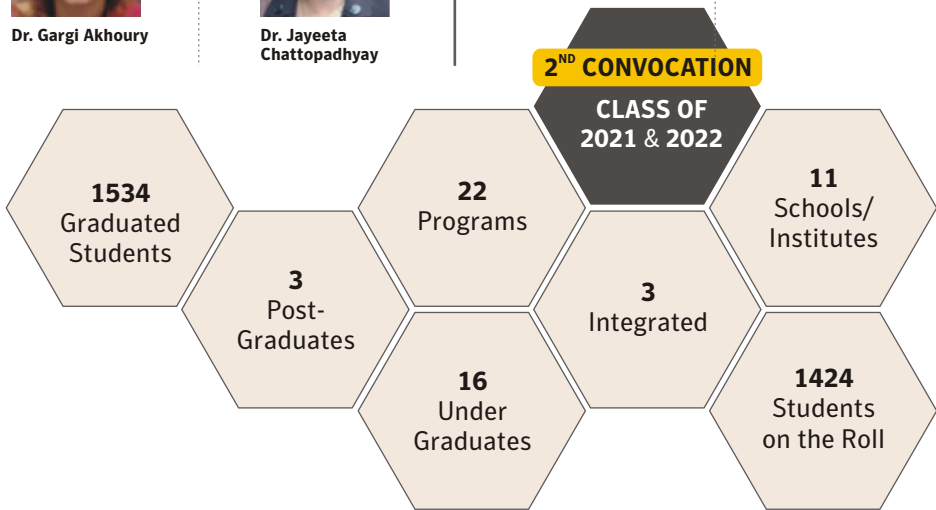 Dr. Gargi Akhoury
Dr. Jayeeta
Chattopadhyay
2ND CONVOCATION
CLASS OF
2021 & 2022
1534
Graduated
Students
3
Post-
Graduates
22
Programs
16
Under
Graduates
3
Integrated
11
Schools/
Institutes
1424
Students
on the Roll